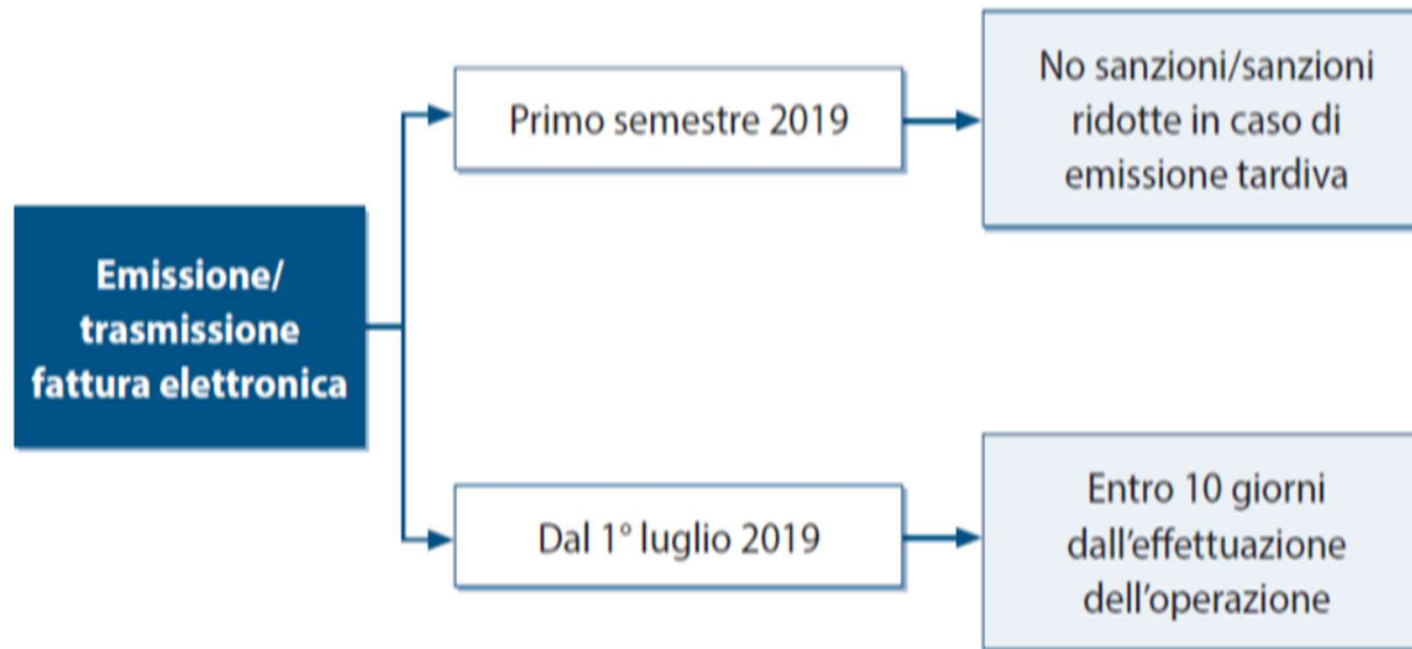 Emissione/
trasmissione
fattura elettronica
Primo semestre 2019
No sanzioni/sanzioni
ridotte in caso di
emissione tardiva
Dal 1° luglio 2019
Entro 10 giorni
dall’effettuazione
dell’operazione